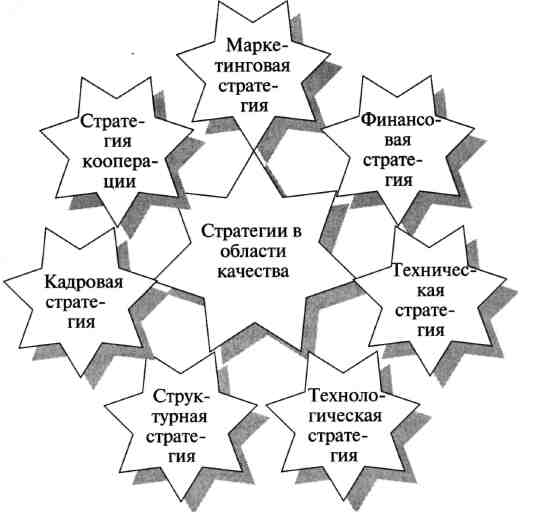 Марке-
тинговая
страте-
гия
Страте-
гия
коопера-
ции
Финансо-
вая
страте-
гия
Стратегии в
области
качества
Кадровая
страте-
гия
Техничес-
кая
страте-
гия
Струк-
турная
страте-
гия
Техноло-
гическая
страте-
гия